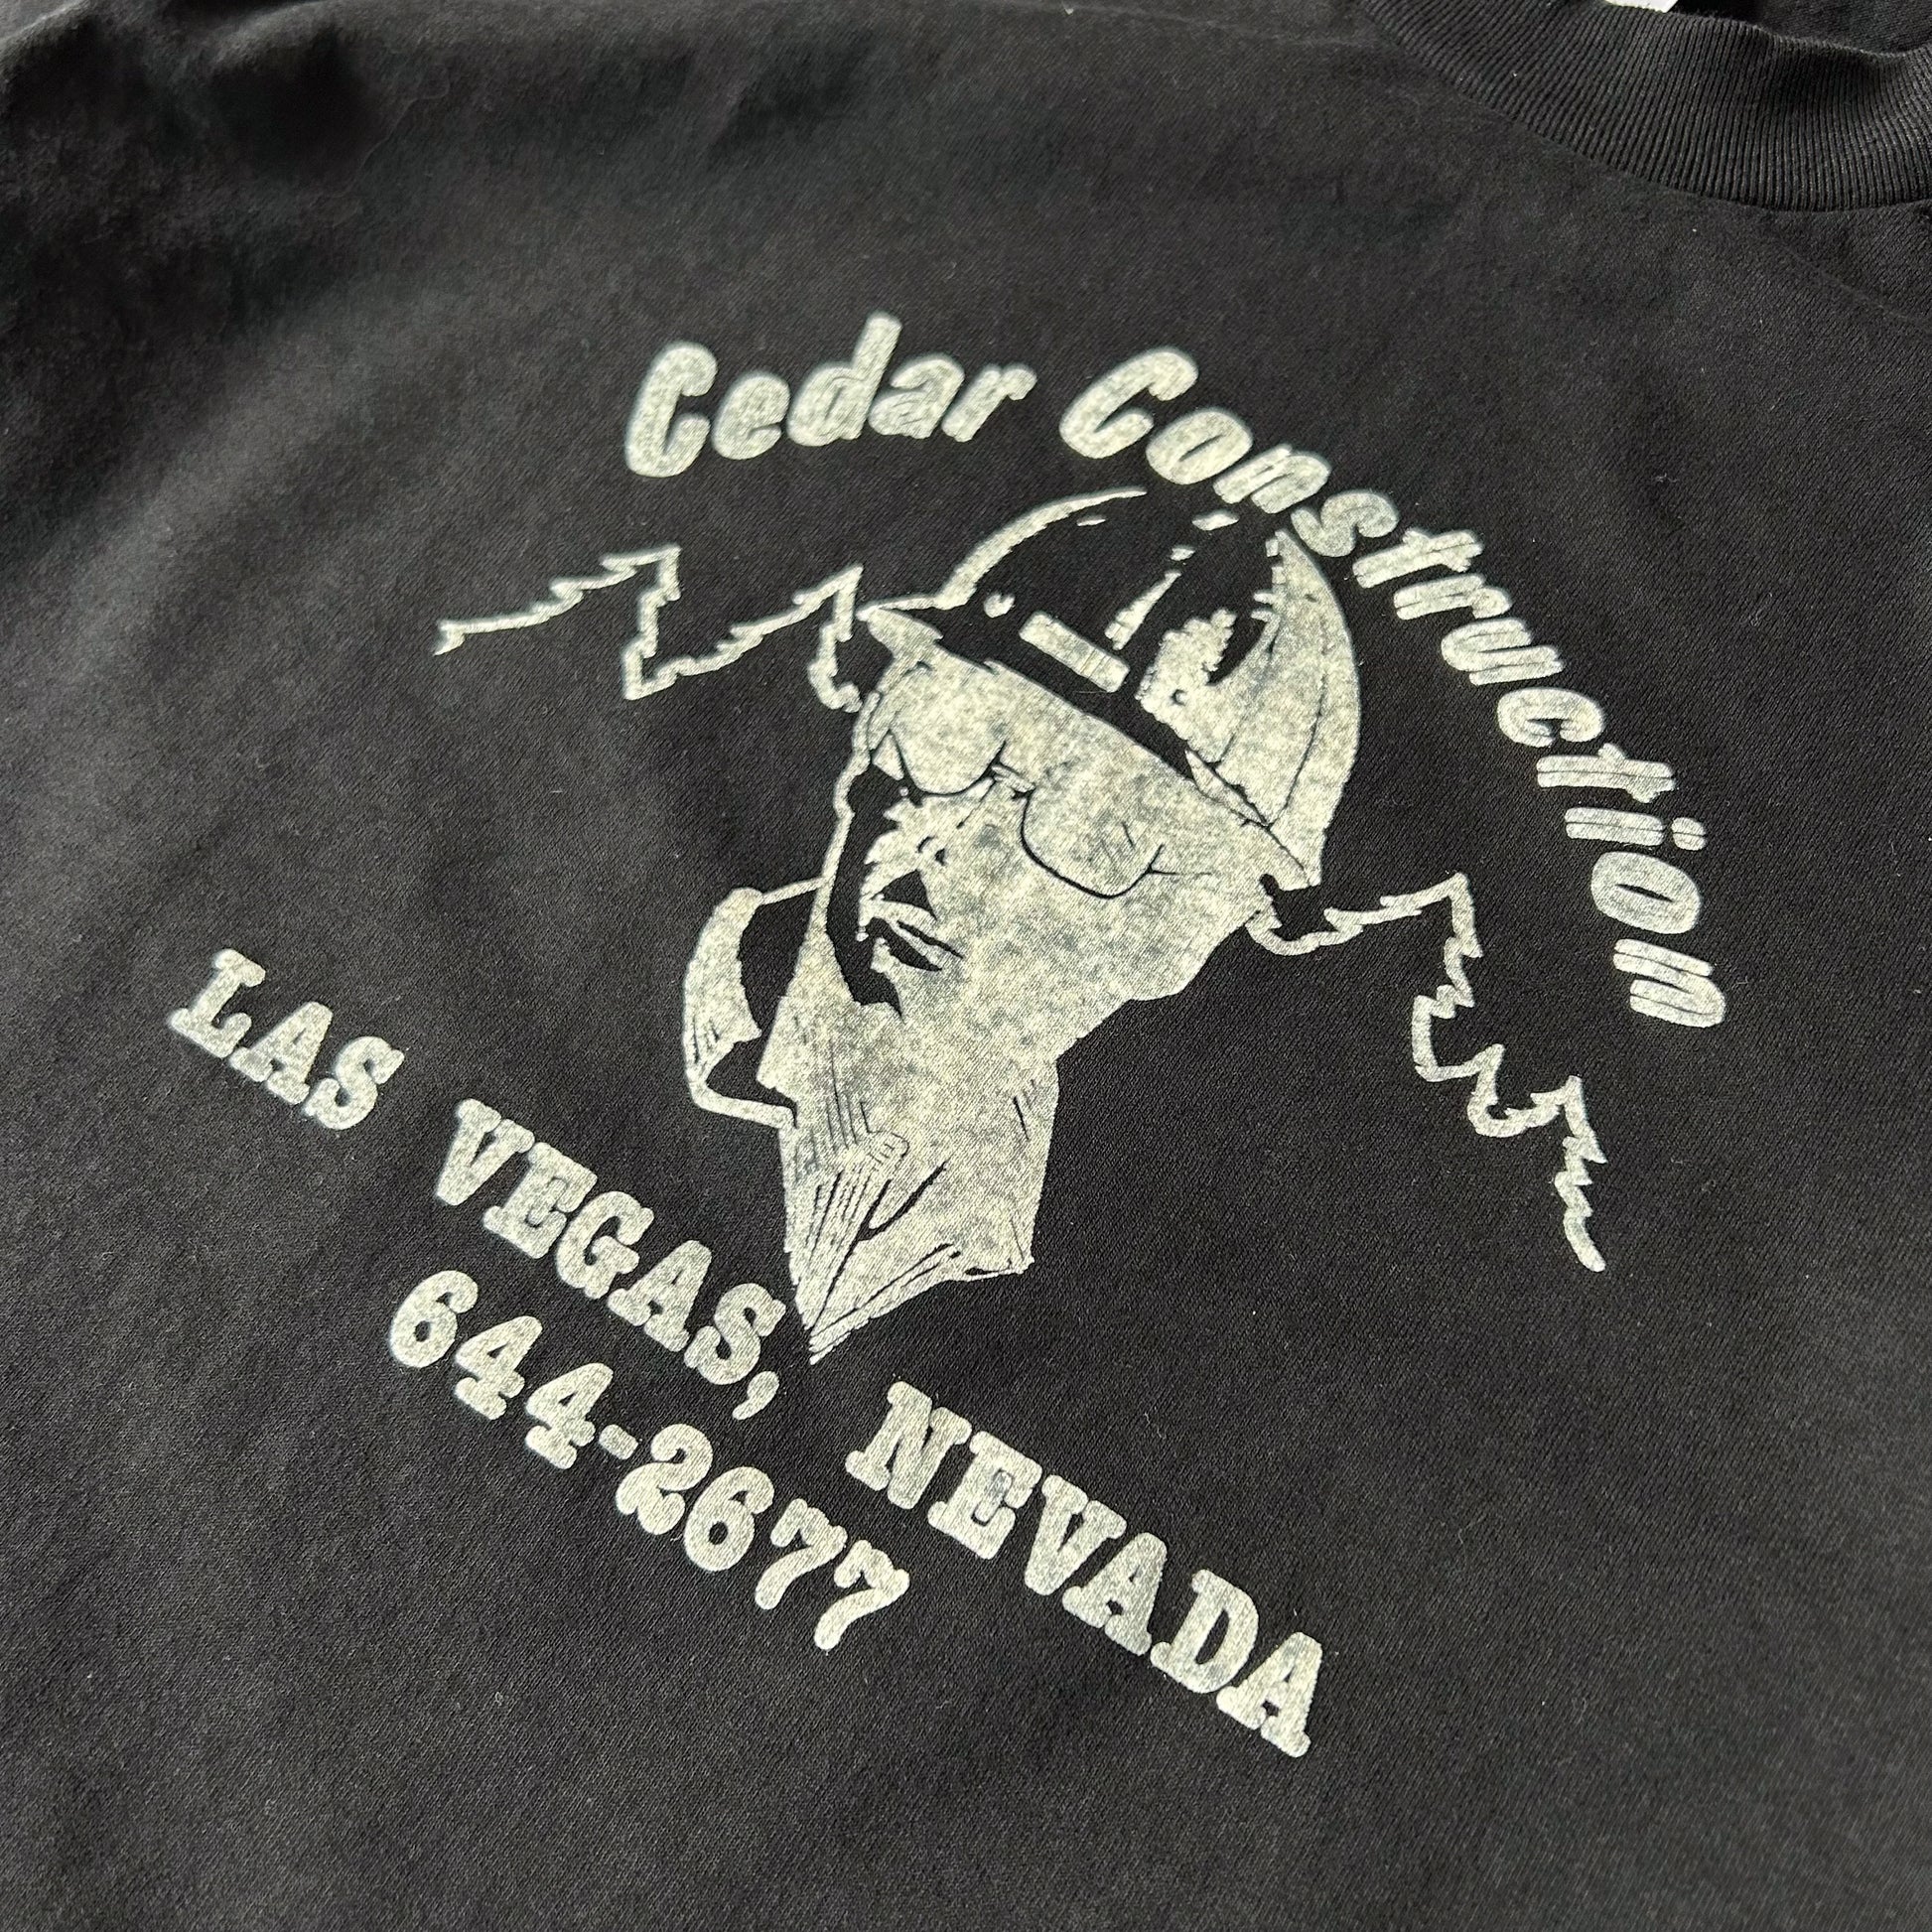 Cedar Construction
LAS VEGAS, NEVADA
644-2677